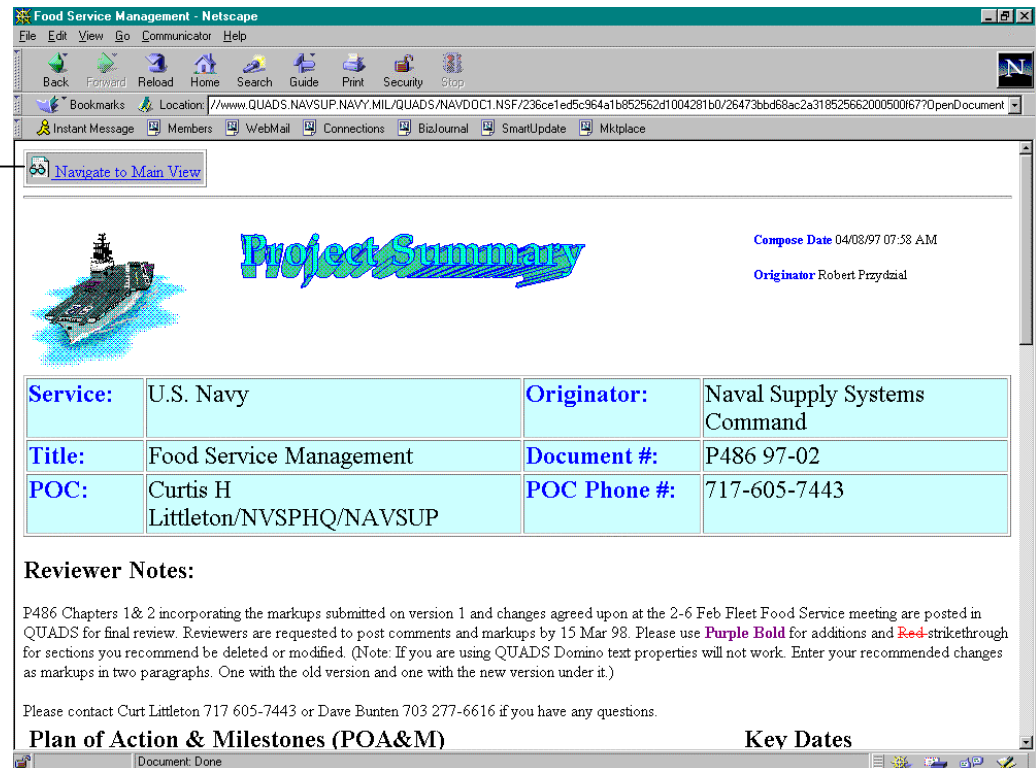 Food Service Management - Netscape
File Edit View Go Communicator Help
Back Forward Reload Home Search Guide Print Security Stop
N
Bookmarks Location: //www.QUADS.NAVSUP.NAVY.MIL/QUADS/NAVDOC1.NSF/236ce1ed5c964a1b852562d1004281b0/26473bbd68ac2a318525662000500f67?OpenDocument
Instant Message Members WebMail Connections BizJournal SmartUpdate Mktplace
Navigate to Main View
Project Summary
Compose Date 04/08/97 07:58 AM
Originator Robert Przydzial
Service: U.S. Navy Originator: Naval Supply Systems
Command
Title: Food Service Management Document #: P486 97-02
POC: Curtis H POC Phone #: 717-605-7443
Littleton/NVSPHQ/NAVSUP
Reviewer Notes:
P486 Chapters 1& 2 incorporating the markups submitted on version 1 and changes agreed upon at the 2-6 Feb Fleet Food Service meeting are posted in
QUADS for final review. Reviewers are requested to post comments and markups by 15 Mar 98. Please use Purple Bold for additions and Red strikethrough
for sections you recommend be deleted or modified. (Note: If you are using QUADS Domino text properties will not work. Enter your recommended changes
as markups in two paragraphs. One with the old version and one with the new version under it.)
Please contact Curt Littleton 717 605-7443 or Dave Bunten 703 277-6616 if you have any questions.
Plan of Action & Milestones (POA&M) Key Dates
Document: Done